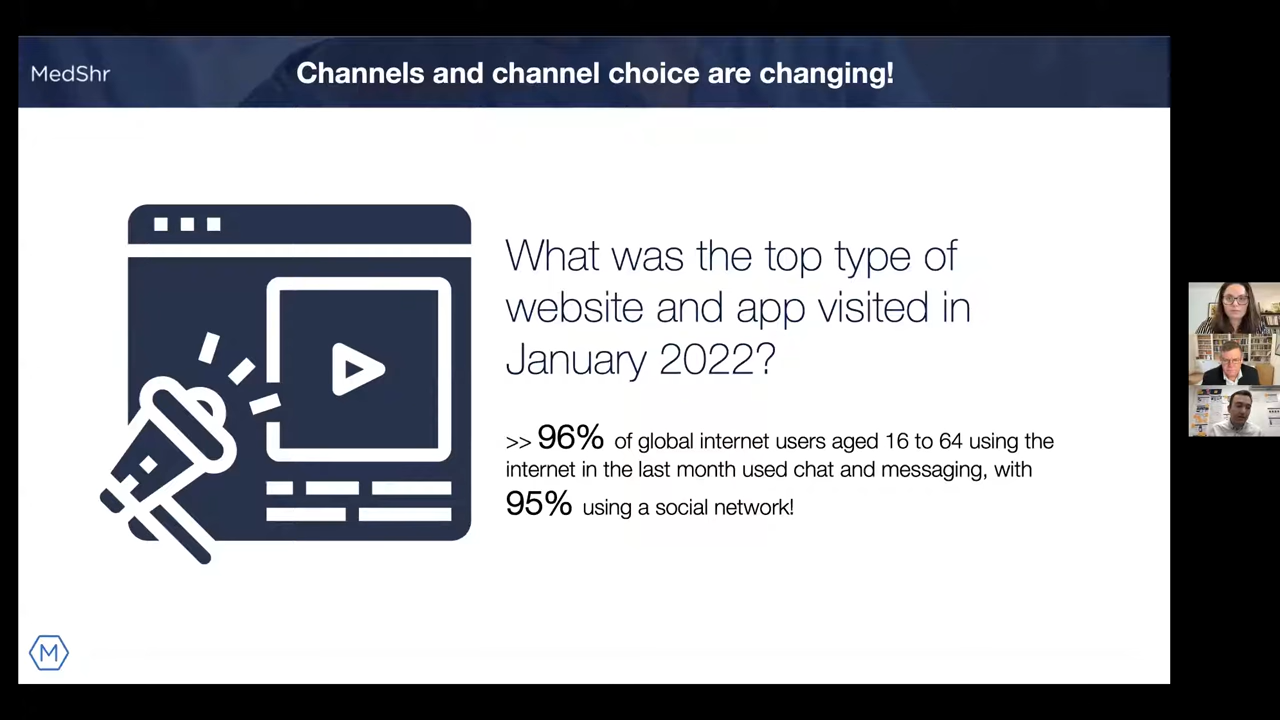 MedShr
Channels and channel choice are changing!
What was the top type of
website and app visited in
January 2022?
>> 96% of global internet users aged 16 to 64 using the
internet in the last month used chat and messaging, with
95% using a social network!
M